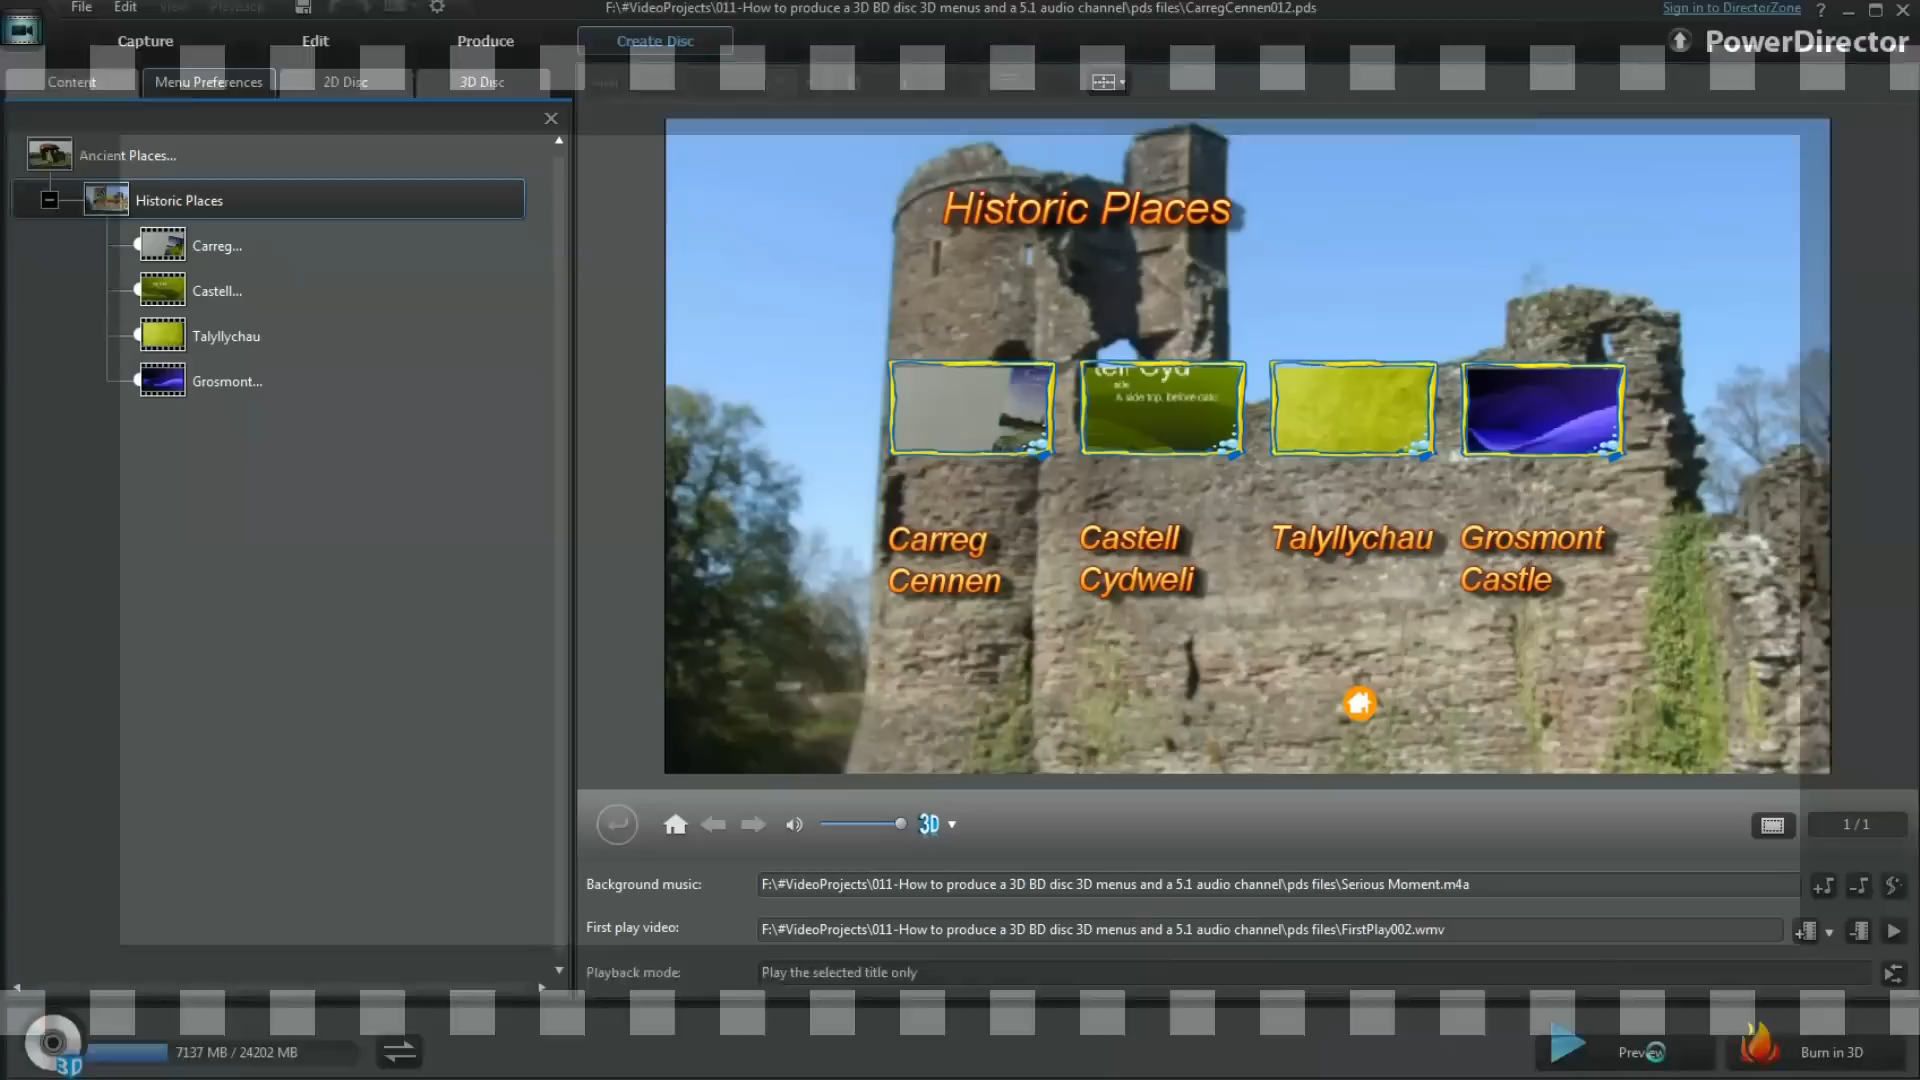 File Edit View Playback
F:\#VideoProjects\011-How to produce a 3D BD disc 3D menus and a 5.1 audio channel\pds files\CarregCennen012.pds
Sign in to DirectorZone ?
Capture Edit Produce Create Disc
PowerDirector
Content Menu Preferences 2D Disc 3D Disc
Ancient Places...
Historic Places
Carreg...
Castell...
Talyllychau
Grosmont...
Historic Places
A side trip, before catc
Carreg Castell Talyllychau Grosmont
Cennen Cydweli Castle
3D
1 / 1
Background music: F:\#VideoProjects\011-How to produce a 3D BD disc 3D menus and a 5.1 audio channel\pds files\Serious Moment.m4a
First play video: F:\#VideoProjects\011-How to produce a 3D BD disc 3D menus and a 5.1 audio channel\pds files\FirstPlay002.wmv
Playback mode: Play the selected title only
3D 7137 MB / 24202 MB
Preview Burn in 3D